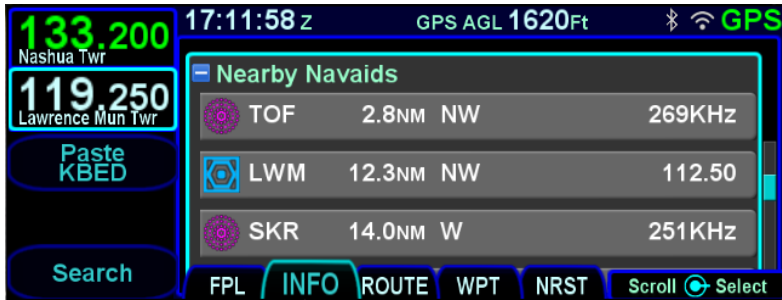 133.200
Nashua Twr
17:11:58 Z GPS AGL 1620Ft GPS
119.250
Lawrence Mun Twr
Paste
KBED
Search
Nearby Navaids
TOF 2.8NM NW 269KHz
LWM 12.3NM NW 112.50
SKR 14.0NM W 251KHz
FPL INFO ROUTE WPT NRST Scroll Select